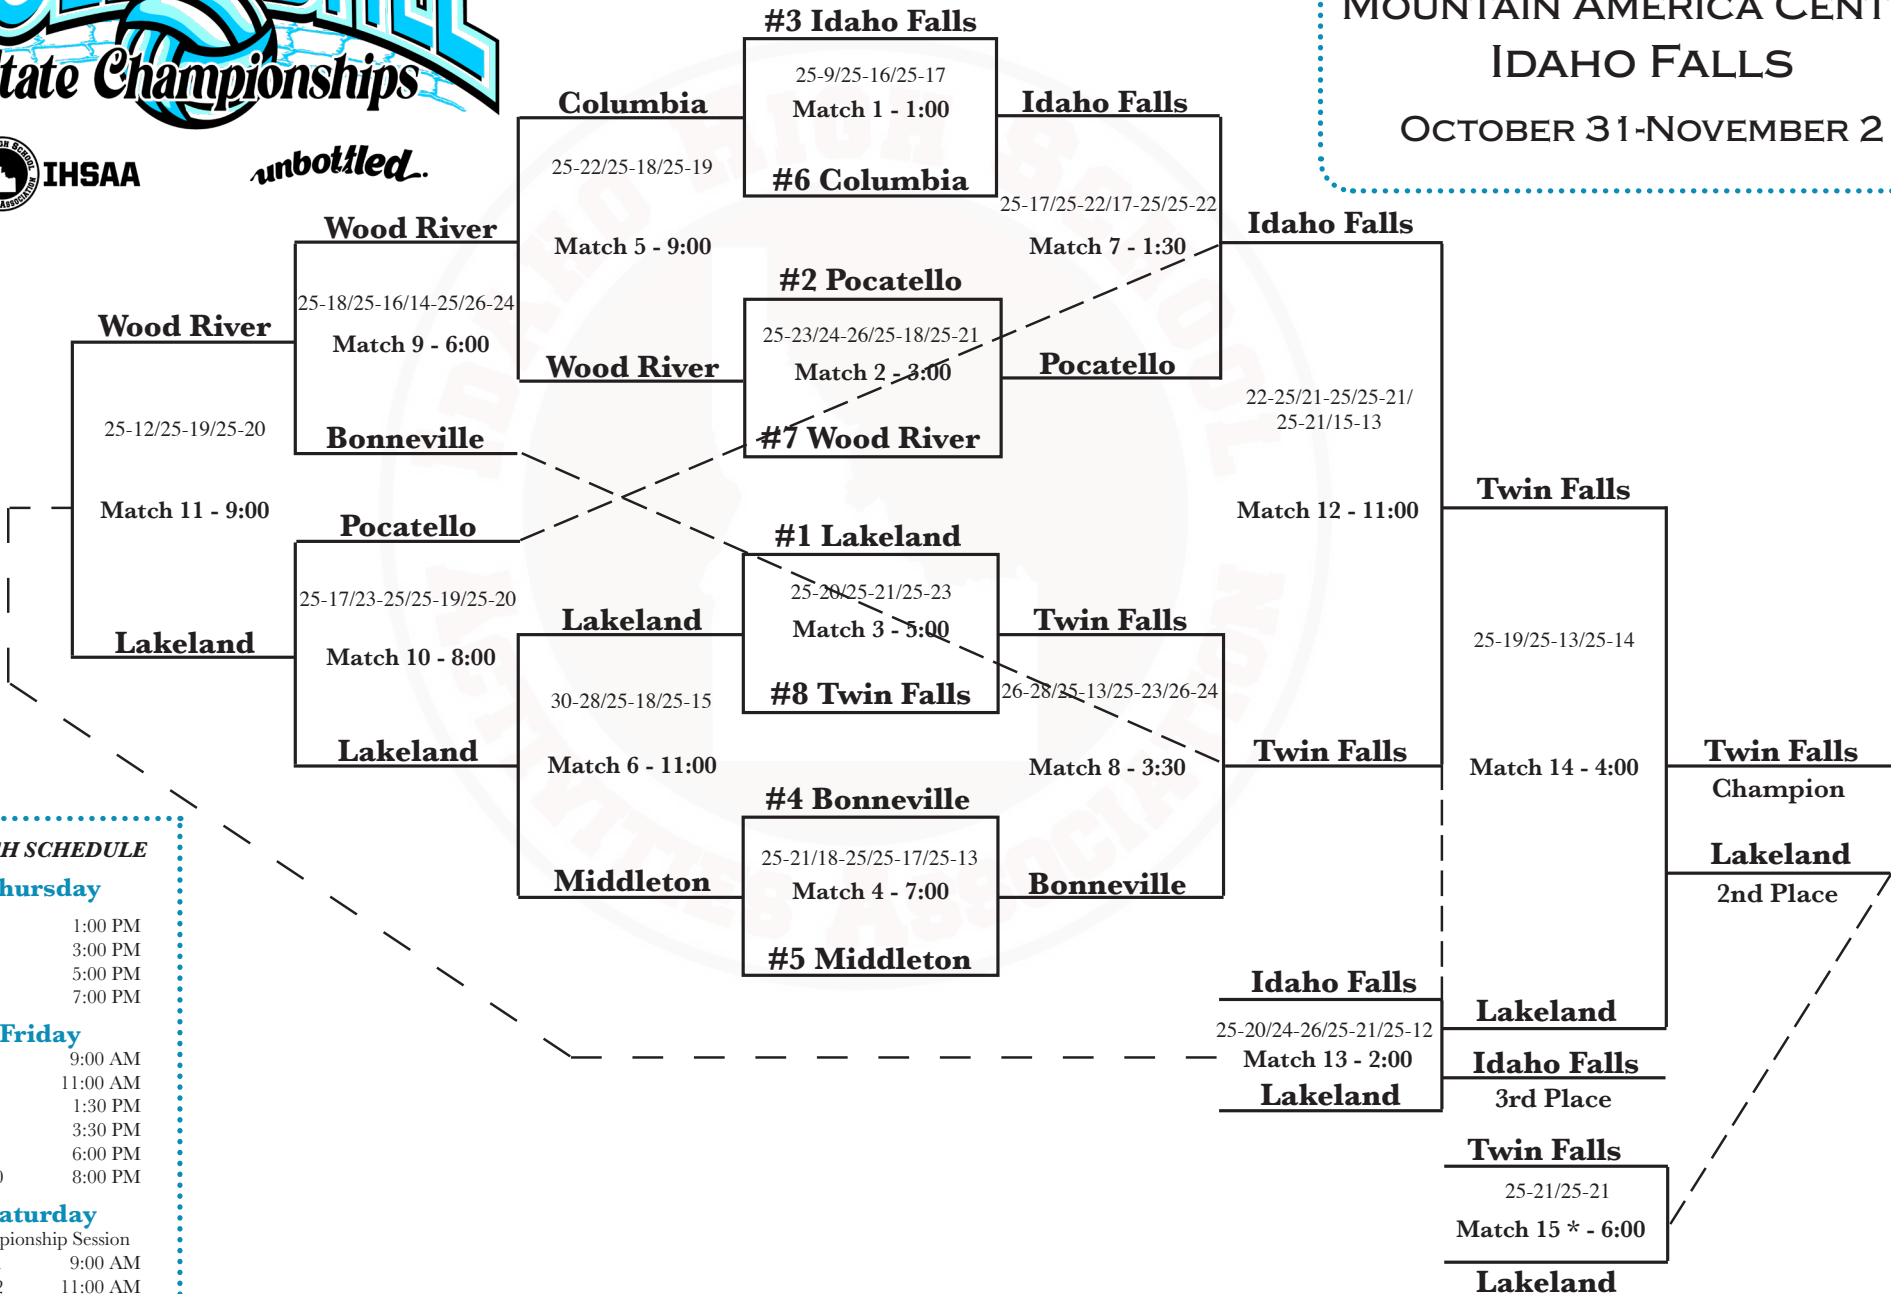 State Championships
IHSAA
unbottled.
MOUNTAIN AMERICA CENT
IDAHO FALLS
OCTOBER 31-NOVEMBER 2
#3 Idaho Falls
25-9/25-16/25-17
Match 1 - 1:00
#6 Columbia
Columbia
25-22/25-18/25-19
Match 5 - 9:00
Wood River
Idaho Falls
25-17/25-22/17-25/25-22
Match 7 - 1:30
Pocatello
#2 Pocatello
25-23/24-26/25-18/25-21
Match 2 - 3:00
#7 Wood River
Wood River
25-18/25-16/14-25/26-24
Match 9 - 6:00
Bonneville
Wood River
25-12/25-19/25-20
Match 11 - 9:00
Lakeland
Pocatello
25-17/23-25/25-19/25-20
Match 10 - 8:00
Lakeland
#1 Lakeland
25-20/25-21/25-23
Match 3 - 5:00
#8 Twin Falls
Lakeland
30-28/25-18/25-15
Match 6 - 11:00
Middleton
Twin Falls
26-28/25-13/25-23/26-24
Match 8 - 3:30
Bonneville
#4 Bonneville
25-21/18-25/25-17/25-13
Match 4 - 7:00
#5 Middleton
Idaho Falls
22-25/21-25/25-21/
25-21/15-13
Match 12 - 11:00
Twin Falls
Twin Falls
25-19/25-13/25-14
Match 14 - 4:00
Lakeland
Twin Falls
Champion
Lakeland
2nd Place
Idaho Falls
25-20/24-26/25-21/25-12
Match 13 - 2:00
Lakeland
Idaho Falls
3rd Place
Twin Falls
25-21/25-21
Match 15 * - 6:00
Lakeland
H SCHEDULE
hursday
1:00 PM
3:00 PM
5:00 PM
7:00 PM
Friday
9:00 AM
11:00 AM
1:30 PM
3:30 PM
6:00 PM
0 8:00 PM
aturday
pionship Session
9:00 AM
2 11:00 AM
IDAHO HIGH SCHOOL
ACTIVITIES ASSOCIATION